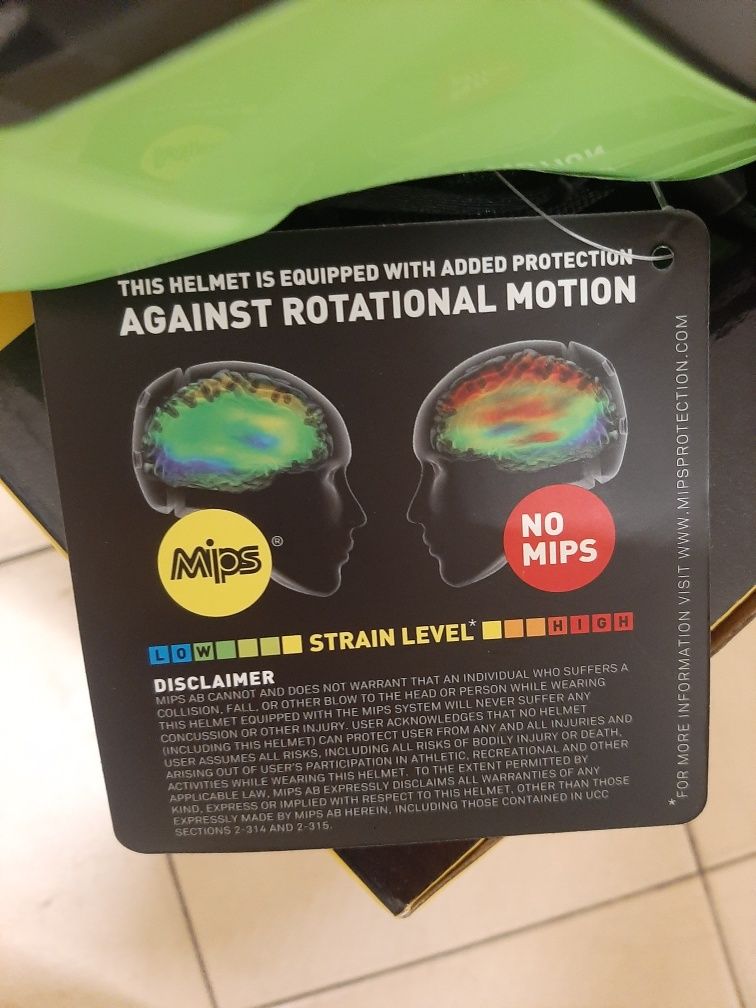 THIS HELMET IS EQUIPPED WITH ADDED PROTECTION
AGAINST ROTATIONAL MOTION
Mips®
NO
MIPS
LOW STRAIN LEVEL* HIGH
DISCLAIMER
MIPS AB CANNOT AND DOES NOT WARRANT THAT AN INDIVIDUAL WHO SUFFERS A
COLLISION, FALL, OR OTHER BLOW TO THE HEAD OR PERSON WHILE WEARING
THIS HELMET EQUIPPED WITH THE MIPS SYSTEM WILL NEVER SUFFER ANY
CONCUSSION OR OTHER INJURY. USER ACKNOWLEDGES THAT NO HELMET
(INCLUDING THIS HELMET) CAN PROTECT USER FROM ANY AND ALL INJURIES AND
USER ASSUMES ALL RISKS, INCLUDING ALL RISKS OF BODILY INJURY OR DEATH,
ARISING OUT OF USER'S PARTICIPATION IN ATHLETIC, RECREATIONAL AND OTHER
ACTIVITIES WHILE WEARING THIS HELMET. TO THE EXTENT PERMITTED BY
APPLICABLE LAW, MIPS AB EXPRESSLY DISCLAIMS ALL WARRANTIES OF ANY
KIND, EXPRESS OR IMPLIED WITH RESPECT TO THIS HELMET, OTHER THAN THOSE
EXPRESSLY MADE BY MIPS AB HEREIN, INCLUDING THOSE CONTAINED IN UCC
SECTIONS 2-314 AND 2-315.
*FOR MORE INFORMATION VISIT WWW.MIPSPROTECTION.COM